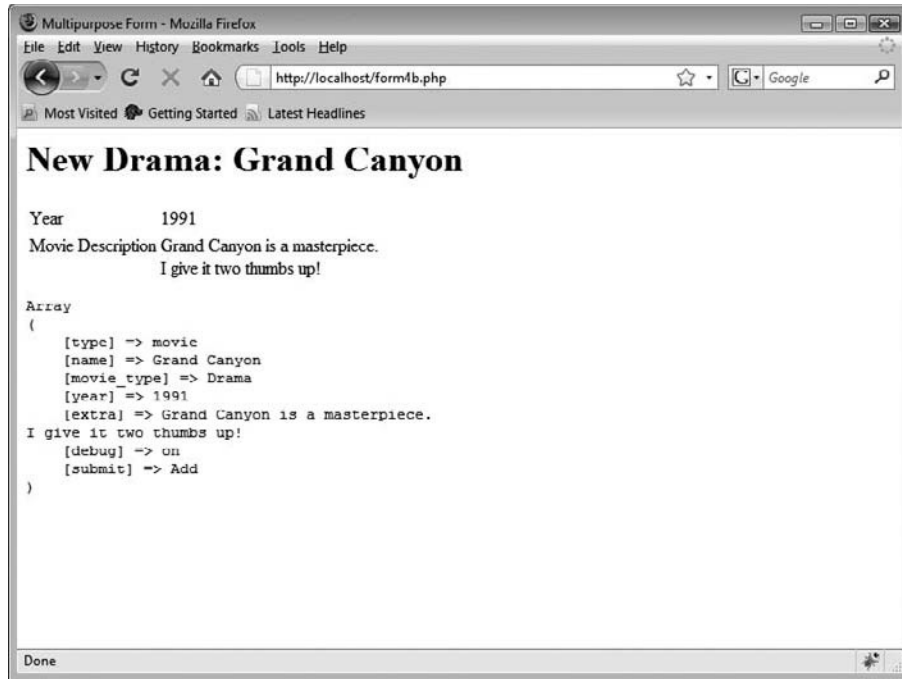 Multipurpose Form - Mozilla Firefox
File Edit View History Bookmarks Tools Help
http://localhost/form4b.php
G Google
Most Visited Getting Started Latest Headlines
New Drama: Grand Canyon
Year 1991
Movie Description Grand Canyon is a masterpiece.
I give it two thumbs up!
Array
(
[type] => movie
[name] => Grand Canyon
[movie_type] => Drama
[year] => 1991
[extra] => Grand Canyon is a masterpiece.
I give it two thumbs up!
[debug] => on
[submit] => Add
)
Done